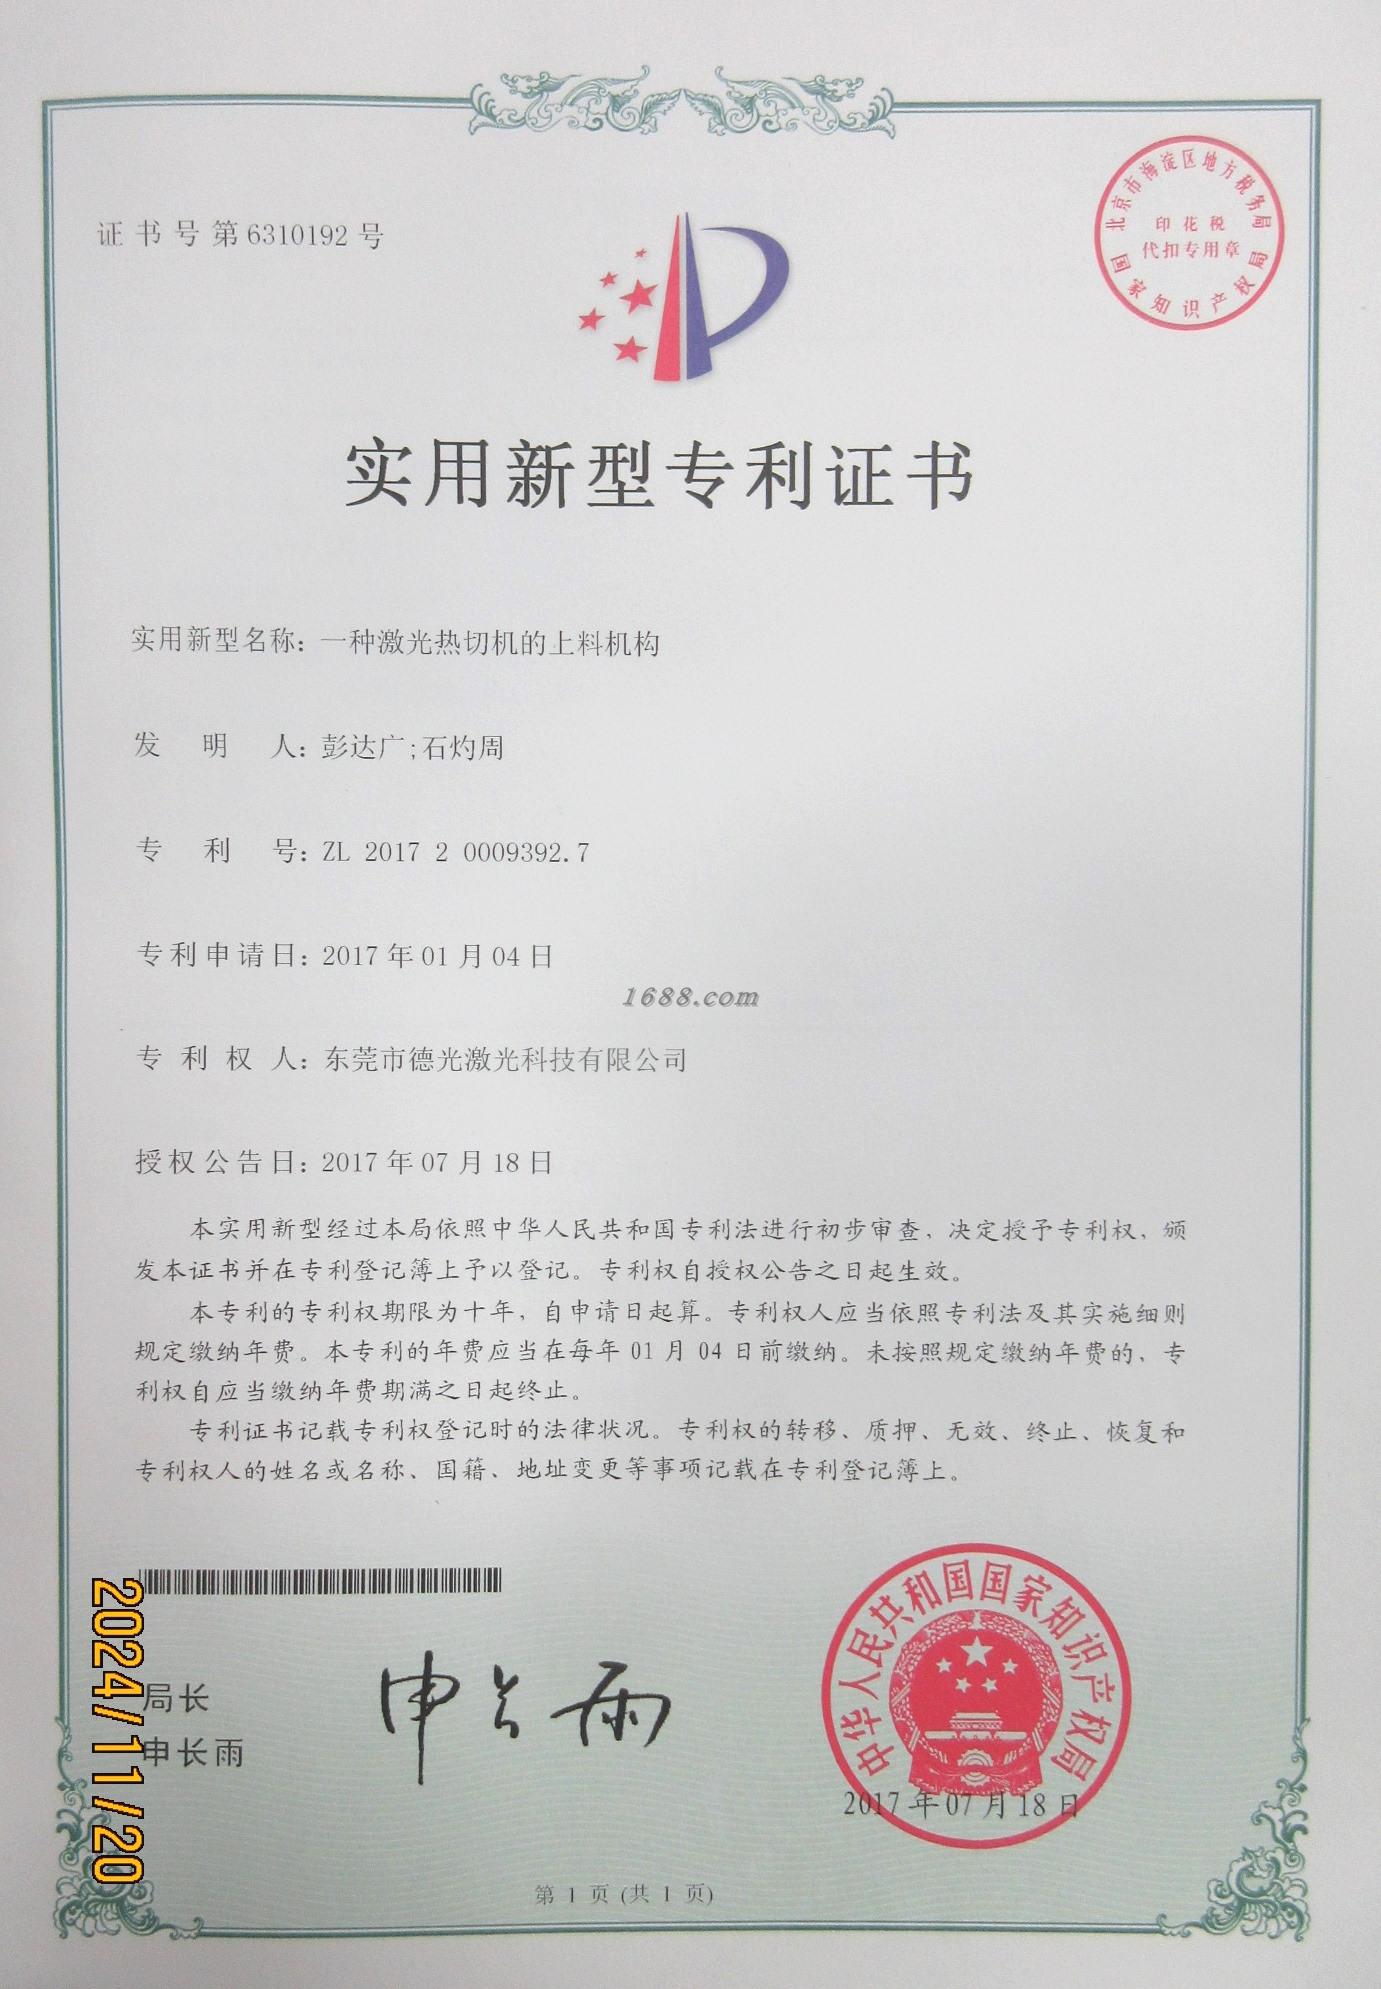 证书号第6310192号
北京市海淀区地方税务局
印花税
代扣专用章
国家知识产权局
实用新型专利证书
实用新型名称：一种激光热切机的上料机构
发明人：彭达广;石灼周
专利号：ZL 2017 2 0009392.7
专利申请日：2017年01月04日
1688.com
专利权人：东莞市德光激光科技有限公司
授权公告日：2017年07月18日
本实用新型经过本局依照中华人民共和国专利法进行初步审查，决定授予专利权，颁
发本证书并在专利登记簿上予以登记。专利权自授权公告之日起生效。
本专利的专利权期限为十年，自申请日起算。专利权人应当依照专利法及其实施细则
规定缴纳年费。本专利的年费应当在每年01月04日前缴纳。未按照规定缴纳年费的，专
利权自应当缴纳年费期满之日起终止。
专利证书记载专利权登记时的法律状况。专利权的转移、质押、无效、终止、恢复和
专利权人的姓名或名称、国籍、地址变更等事项记载在专利登记簿上。
局长
申长雨
申长雨
中华人民共和国国家知识产权局
2017年07月18日
2024/11/20
第1页(共1页)